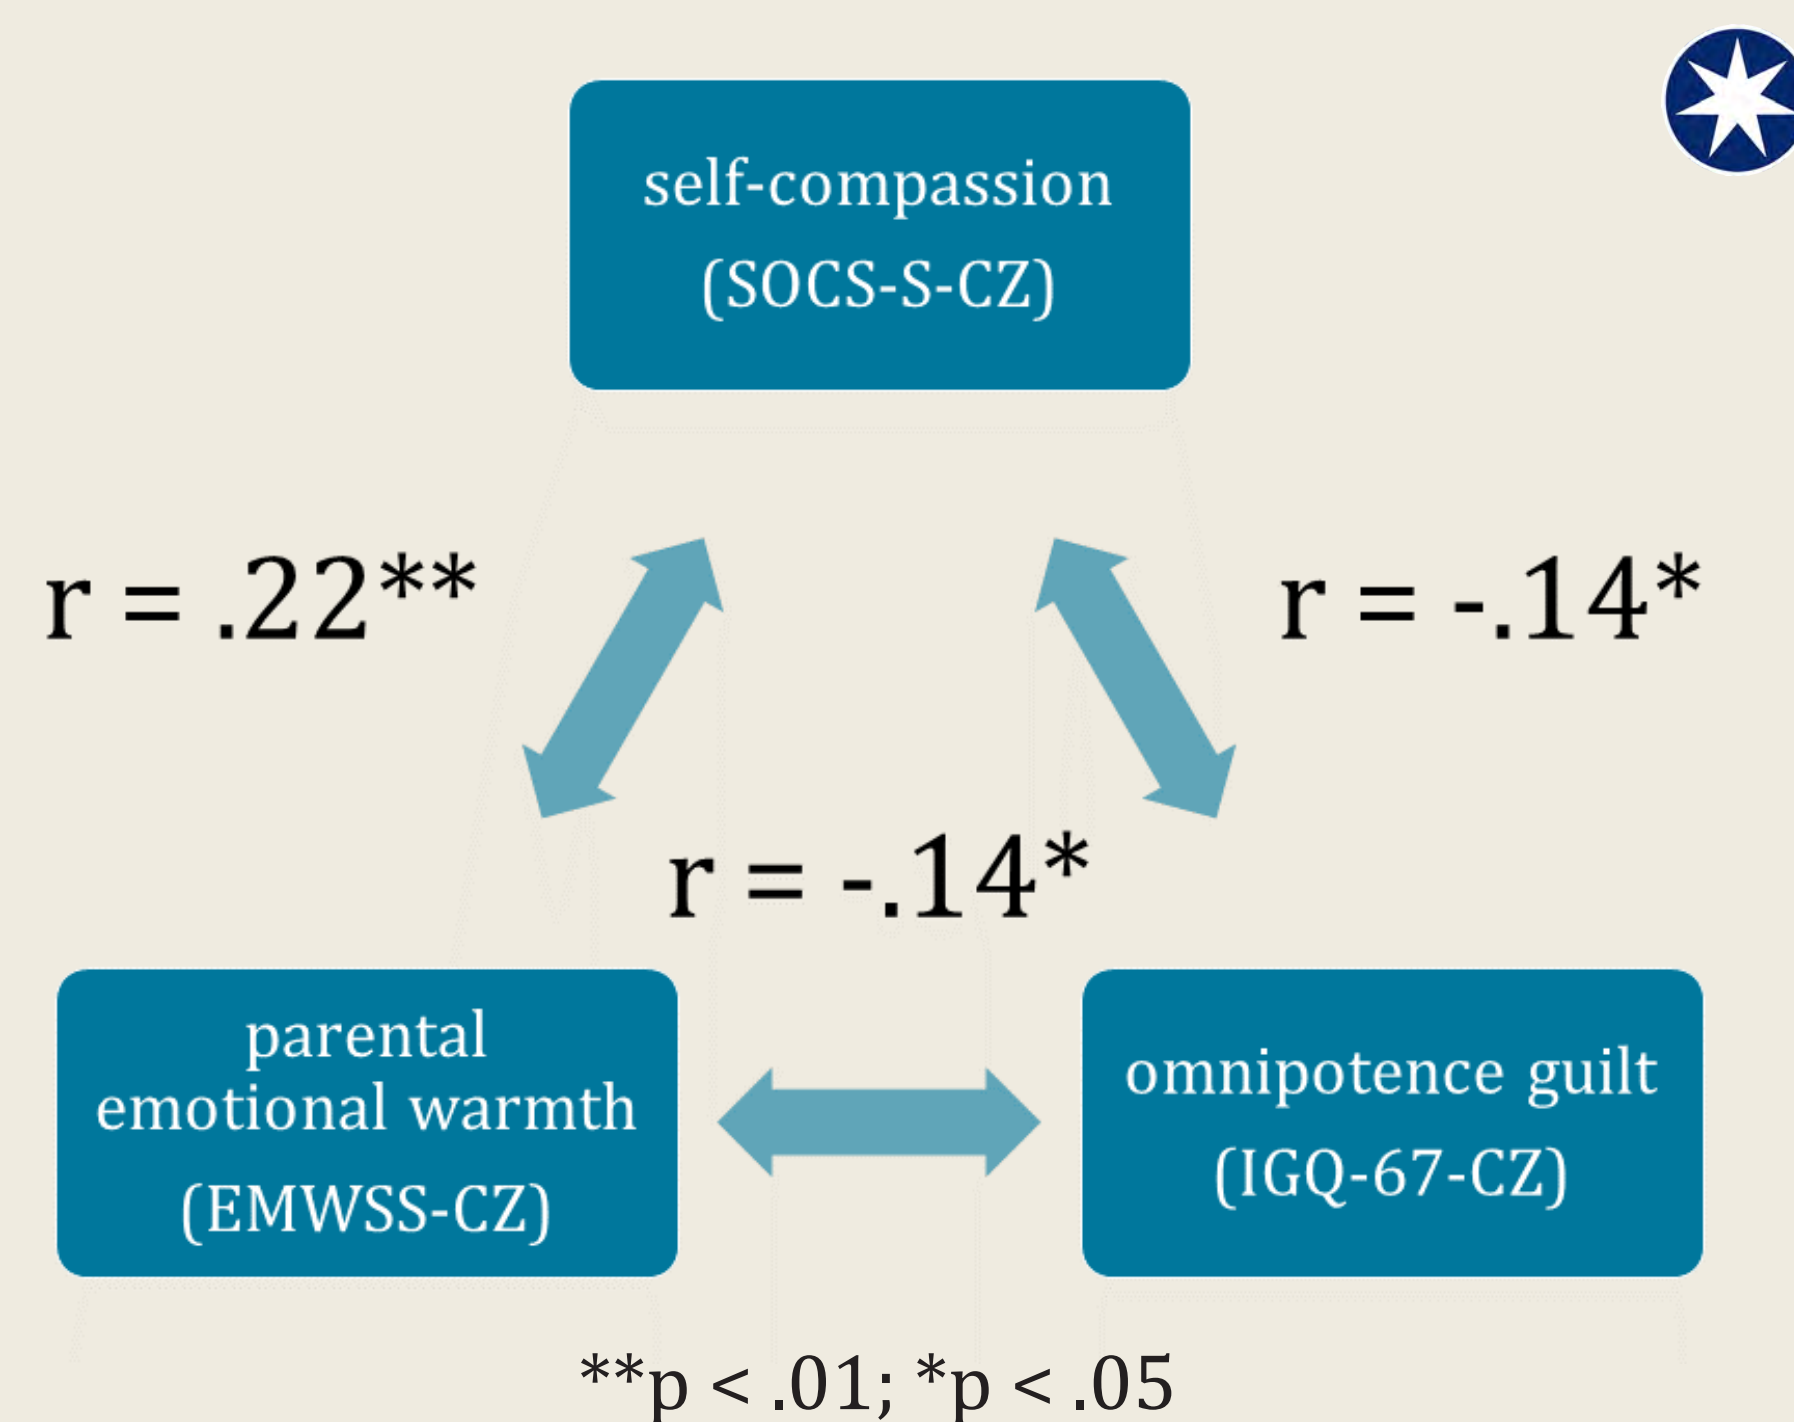 self-compassion
(SOCS-S-CZ)
r = .22**
r = -.14*
r = -.14*
parental
emotional warmth
(EMWSS-CZ)
omnipotence guilt
(IGQ-67-CZ)
**p < .01; *p < .05